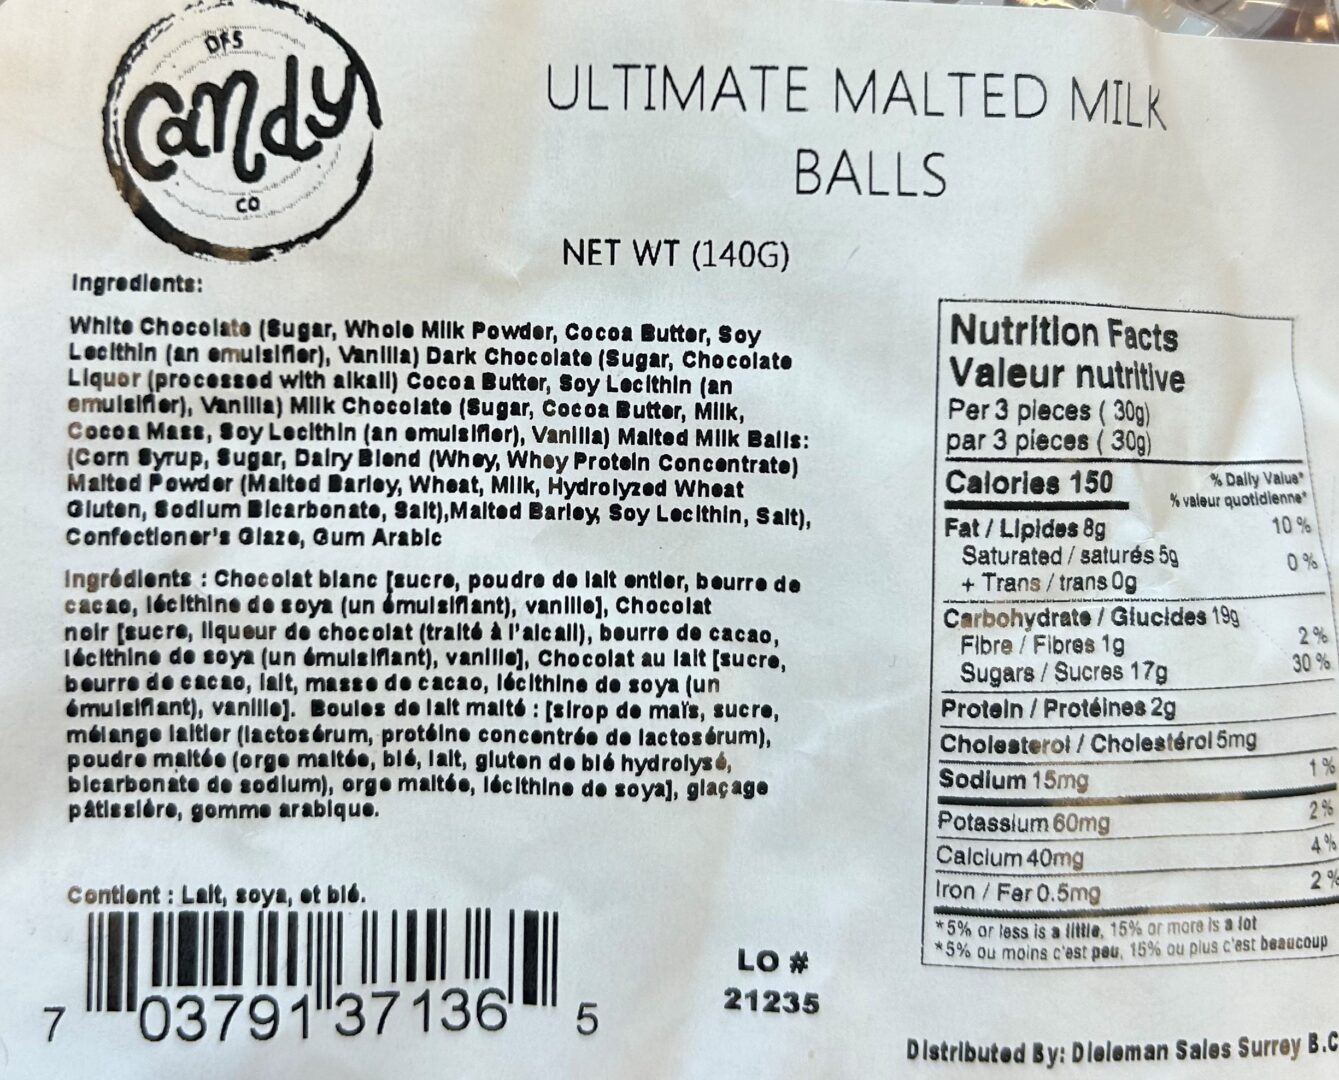 DFS
Candy
CO
ULTIMATE MALTED MILK
BALLS
NET WT (140G)
Ingredients:
White Chocolate (Sugar, Whole Milk Powder, Cocoa Butter, Soy
Lecithin (an emulsifier), Vanilla) Dark Chocolate (Sugar, Chocolate
Liquor (processed with alkali) Cocoa Butter, Soy Lecithin (an
emulsifier), Vanilla) Milk Chocolate (Sugar, Cocoa Butter, Milk,
Cocoa Mass, Soy Lecithin (an emulsifier), Vanilla) Malted Milk Balls:
(Corn Syrup, Sugar, Dairy Blend (Whey, Whey Protein Concentrate)
Malted Powder (Malted Barley, Wheat, Milk, Hydrolyzed Wheat
Gluten, Sodium Bicarbonate, Salt),Malted Barley, Soy Lecithin, Salt),
Confectioner's Glaze, Gum Arabic
Ingrédients : Chocolat blanc [sucre, poudre de lait entier, beurre de
cacao, lécithine de soya (un émulsifiant), vanille], Chocolat
noir [sucre, liqueur de chocolat (traité à l'alcali), beurre de cacao,
lécithine de soya (un émulsifiant), vanille], Chocolat au lait [sucre,
beurre de cacao, lait, masse de cacao, lécithine de soya (un
émulsifiant), vanille]. Boules de lait malté : [sirop de maïs, sucre,
mélange laitier (lactosérum, protéine concentrée de lactosérum),
poudre maltée (orge maltée, blé, lait, gluten de blé hydrolysé,
bicarbonate de sodium), orge maltée, lécithine de soya], glaçage
pâtissière, gomme arabique.
Contient : Lait, soya, et blé.
7 03791 37136 5
LO #
21235
Nutrition Facts
Valeur nutritive
Per 3 pieces ( 30g)
par 3 pieces ( 30g)
Calories 150
% Daily Value*
% valeur quotidienne*
Fat / Lipides 8g 10 %
Saturated / saturés 5g
+ Trans / trans 0g 0 %
Carbohydrate / Glucides 19g
Fibre / Fibres 1g 2 %
Sugars / Sucres 17g 30 %
Protein / Protéines 2g
Cholesterol / Cholestérol 5mg
Sodium 15mg 1 %
Potassium 60mg 2 %
Calcium 40mg 4 %
Iron / Fer 0.5mg 2 %
*5% or less is a little, 15% or more is a lot
*5% ou moins c'est peu, 15% ou plus c'est beaucoup
Distributed By: Dieleman Sales Surrey B.C